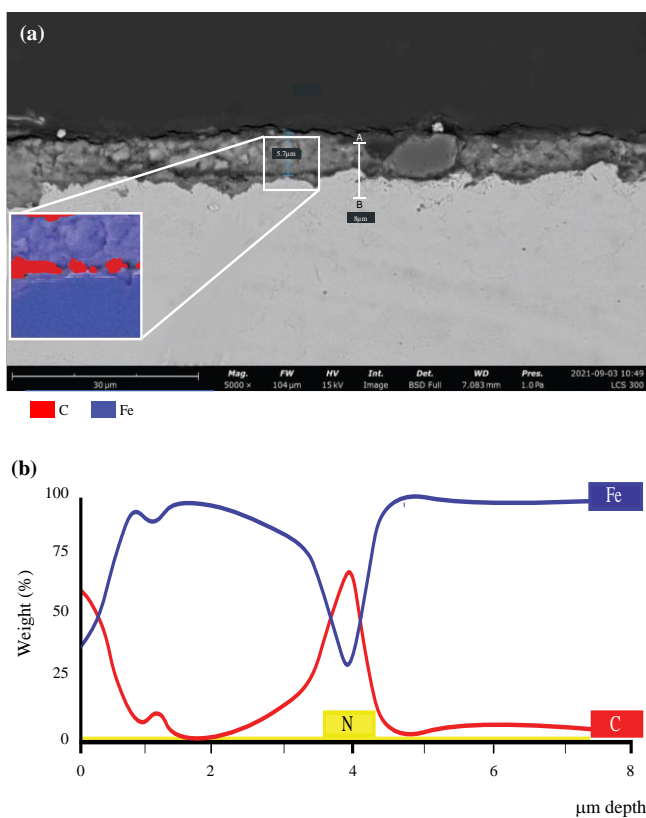 (a)
A
5.7μm
B
8μm
Mag. FW HV Int. Det. WD Pres. 2021-09-03 10:49
30 μm 5000 × 104 μm 15 kV Image BSD Full 7.083 mm 1.0 Pa LCS 300
C Fe
(b)
100
Fe
75
Weight (%)
50
25
N
C
0
0 2 4 6 8
μm depth